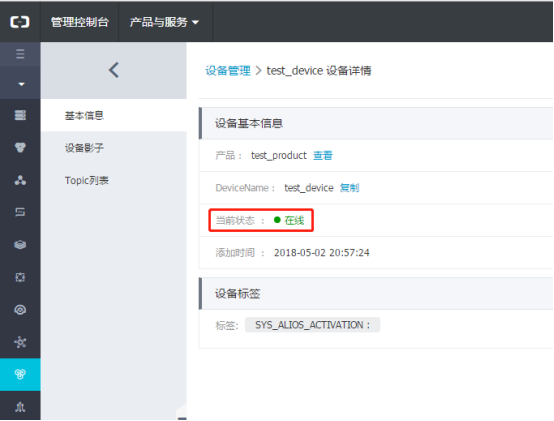 管理控制台 产品与服务
设备管理 > test_device 设备详情
基本信息
设备影子
Topic列表
设备基本信息
产品： test_product 查看
DeviceName： test_device 复制
当前状态 ： 在线
添加时间 ： 2018-05-02 20:57:24
设备标签
标签: SYS_ALIOS_ACTIVATION：